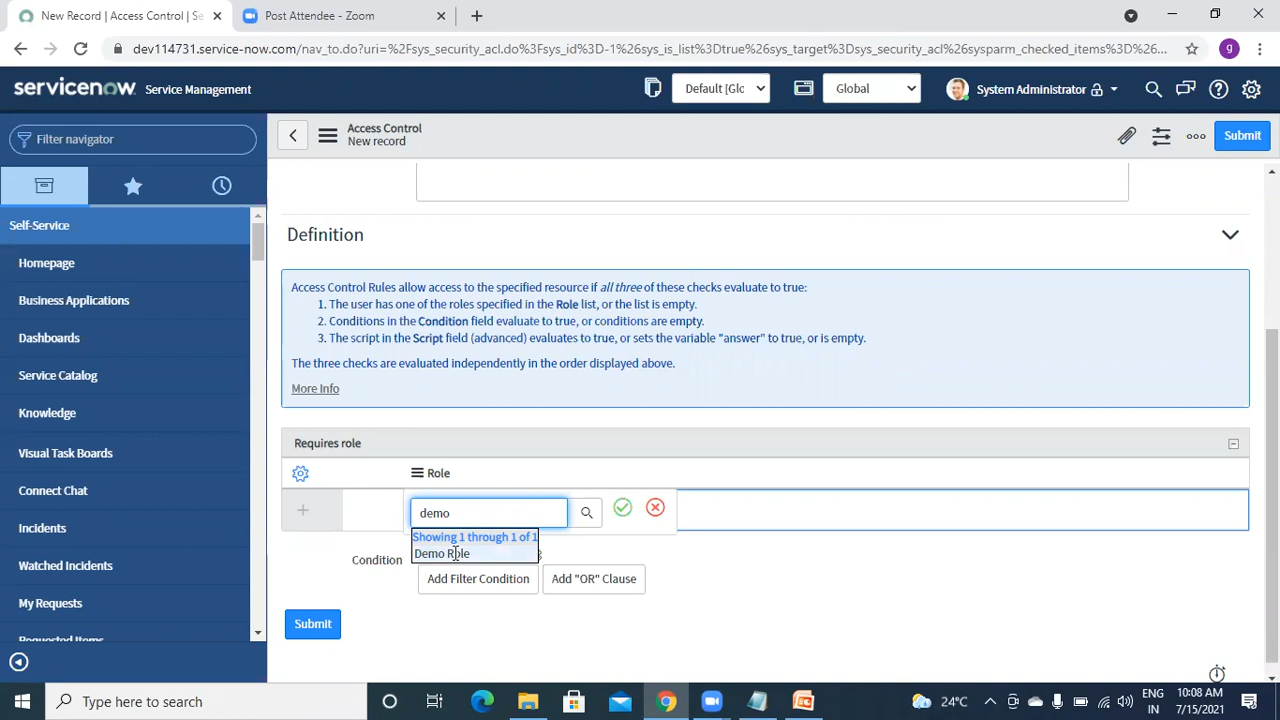 New Record | Access Control | Se
Post Attendee - Zoom
dev114731.service-now.com/nav_to.do?uri=%2Fsys_security_acl.do%3Fsys_id%3D-1%26sys_is_list%3Dtrue%26sys_target%3Dsys_security_acl%26sysparm_checked_items%3D%26...
g
servicenow Service Management
Default [Glc
Global
System Administrator
Filter navigator
Access Control
New record
Submit
Self-Service
Homepage
Business Applications
Dashboards
Service Catalog
Knowledge
Visual Task Boards
Connect Chat
Incidents
Watched Incidents
My Requests
Requested Items
Definition
Access Control Rules allow access to the specified resource if all three of these checks evaluate to true:
1. The user has one of the roles specified in the Role list, or the list is empty.
2. Conditions in the Condition field evaluate to true, or conditions are empty.
3. The script in the Script field (advanced) evaluates to true, or sets the variable "answer" to true, or is empty.
The three checks are evaluated independently in the order displayed above.
More Info
Requires role
Role
demo
Showing 1 through 1 of 1
Demo Role
Condition
Add Filter Condition
Add "OR" Clause
Submit
Type here to search
24°C
ENG
IN
10:08 AM
7/15/2021